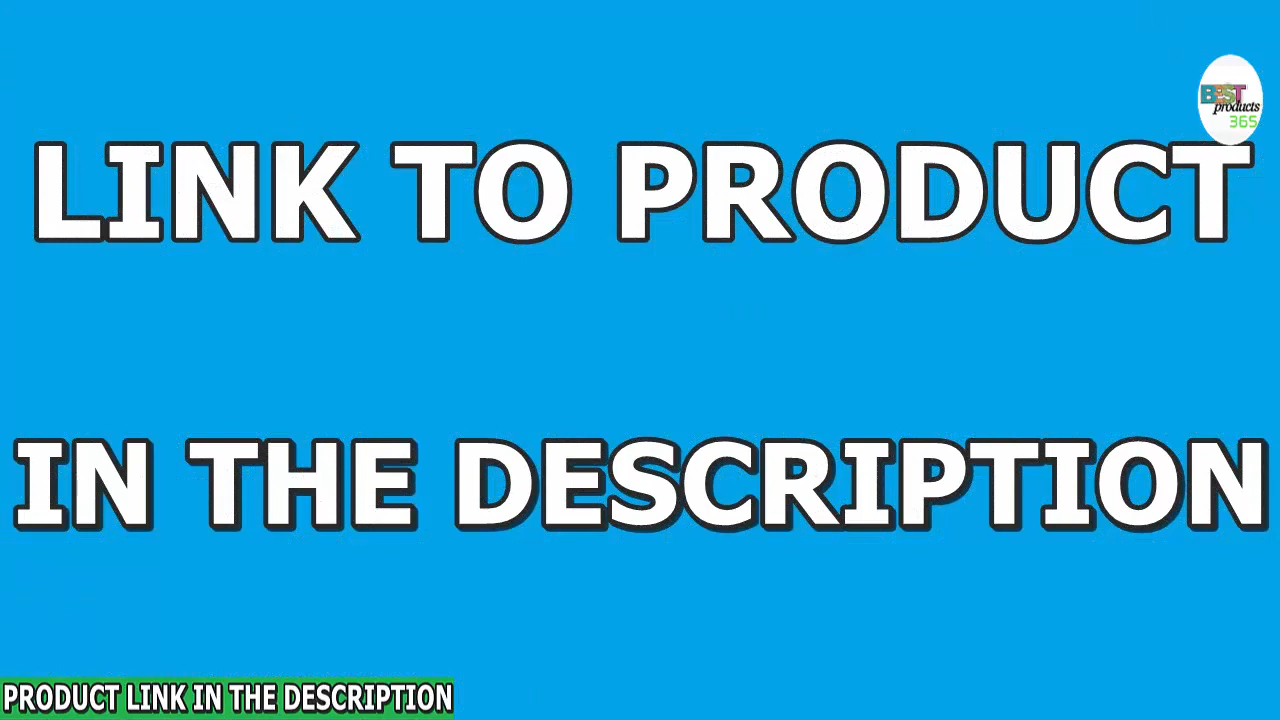 BEST
products
365
LINK TO PRODUCT
IN THE DESCRIPTION
PRODUCT LINK IN THE DESCRIPTION